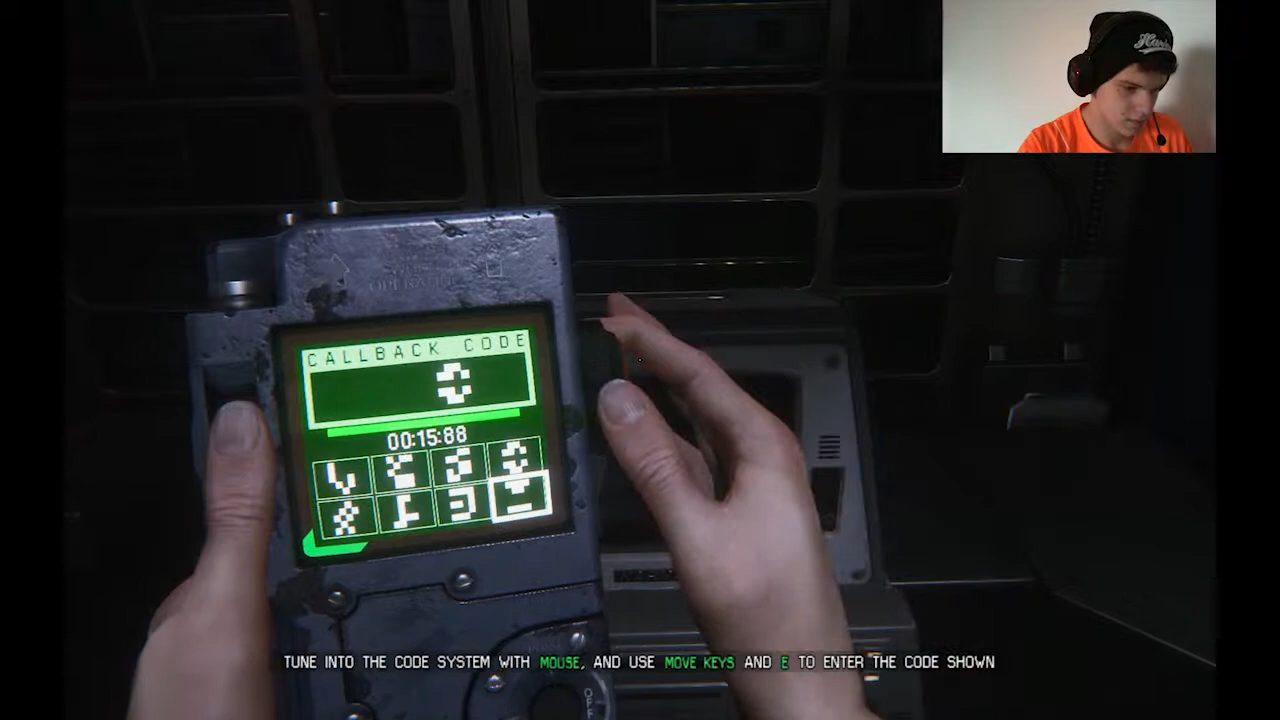 CALLBACK CODE
00:15:88
TUNE INTO THE CODE SYSTEM WITH MOUSE, AND USE MOVE KEYS AND E TO ENTER THE CODE SHOWN
OFF